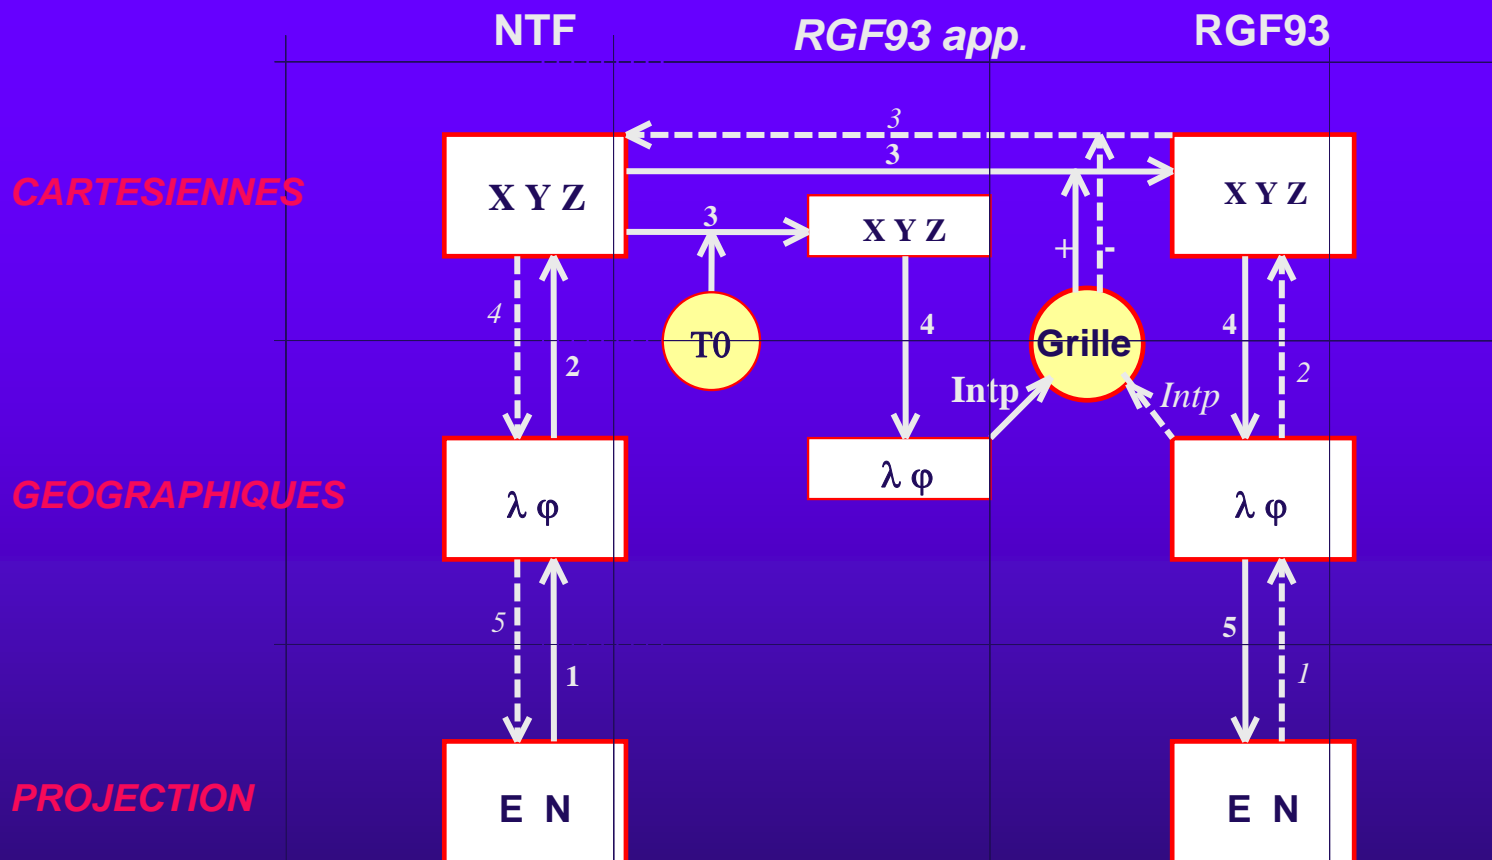 NTF
RGF93 app.
RGF93
3
CARTESIENNES
X Y Z
3
X Y Z
3
X Y Z
+
-
4
2
T0
4
Grille
4
2
Intp
Intp
GEOGRAPHIQUES
λ φ
λ φ
λ φ
5
1
5
1
PROJECTION
E N
E N